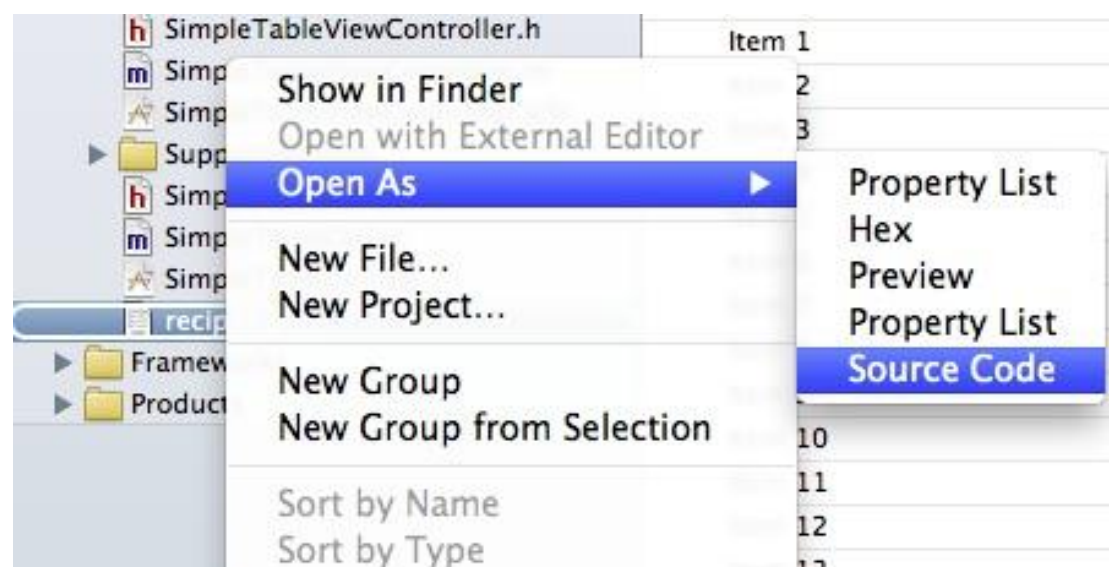 SimpleTableViewController.h
Simp
Simp
Supp
Simp
Simp
Simp
recip
Framew
Product
Show in Finder
Open with External Editor
Open As
New File...
New Project...
New Group
New Group from Selection
Sort by Name
Sort by Type
Property List
Hex
Preview
Property List
Source Code
Item 1
2
3
10
11
12